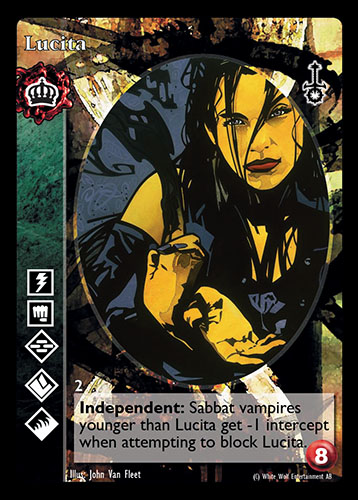 Lucita
2
Independent: Sabbat vampires
younger than Lucita get -1 intercept
when attempting to block Lucita.
8
Illus: John Van Fleet
(C) White Wolf Entertainment AB